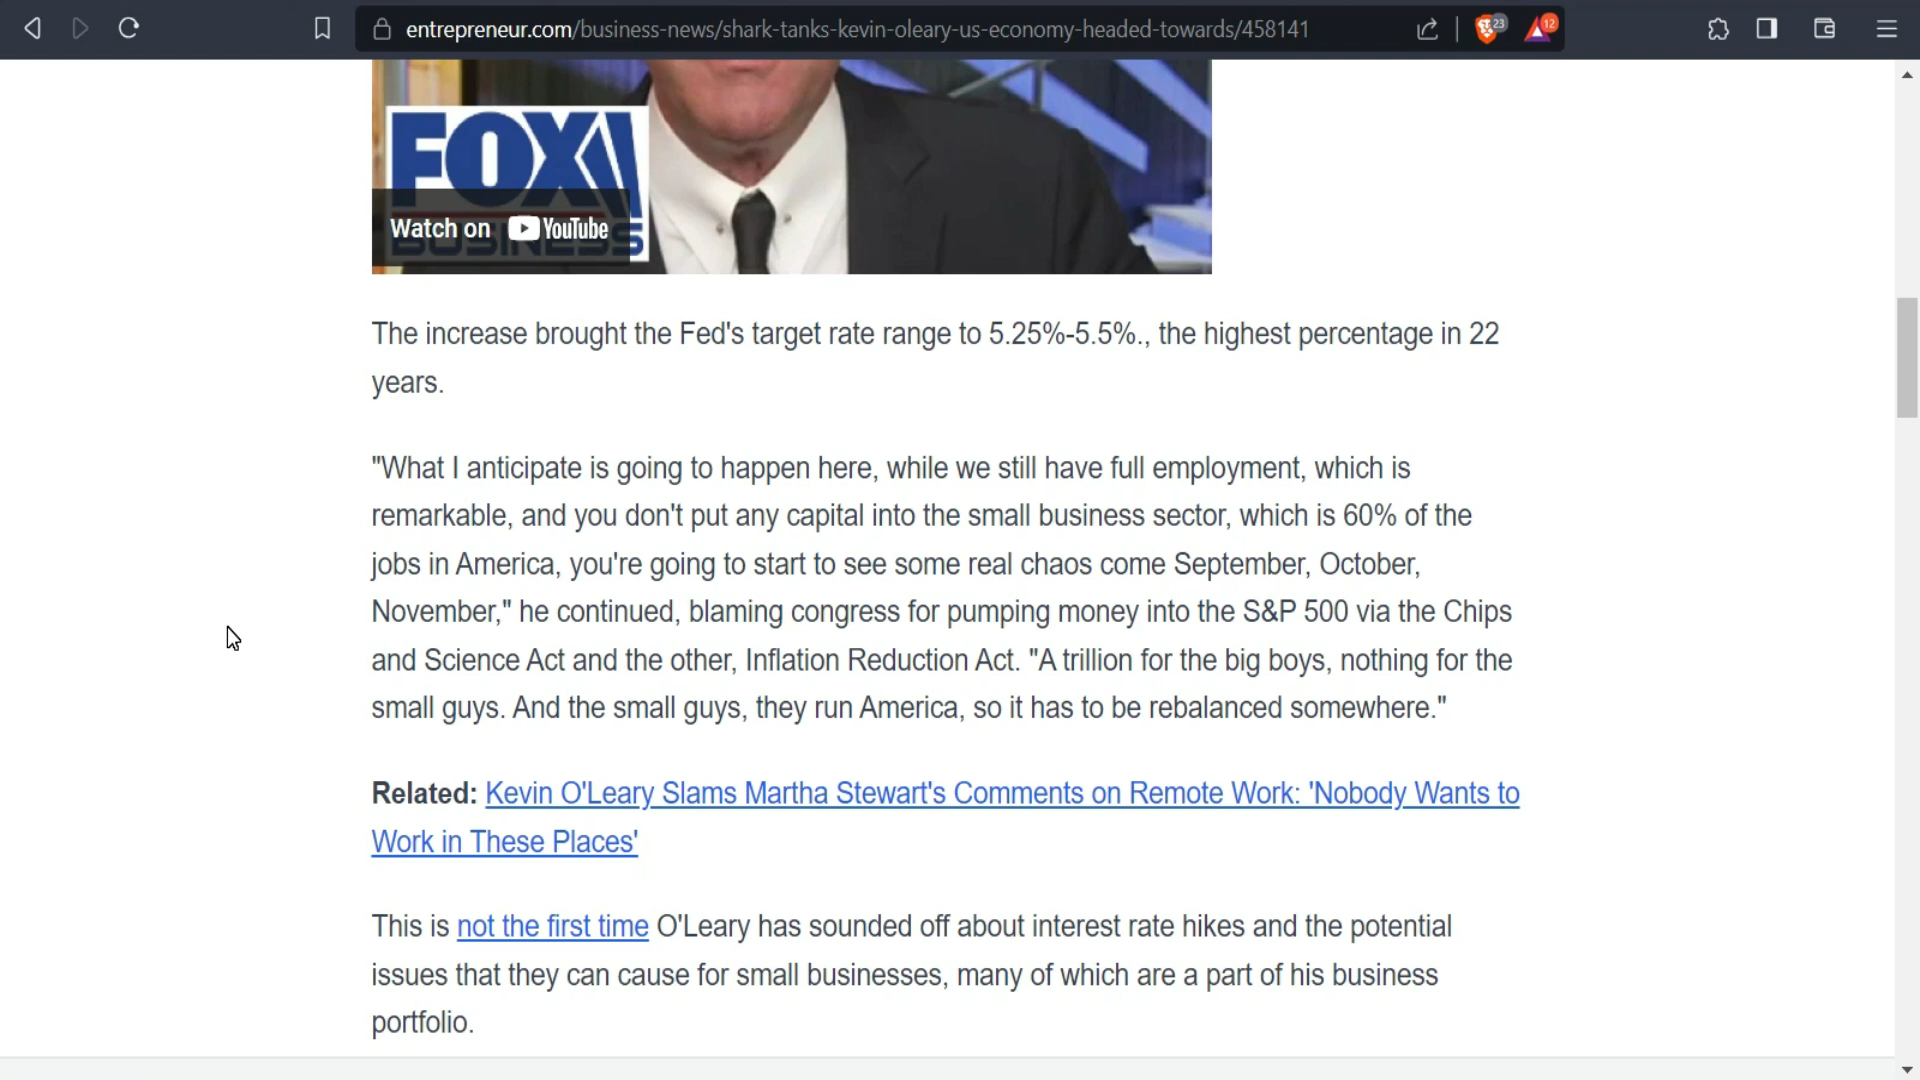 entrepreneur.com/business-news/shark-tanks-kevin-oleary-us-economy-headed-towards/458141
23
12
FOX
BUSINESS
Watch on YouTube
The increase brought the Fed's target rate range to 5.25%-5.5%., the highest percentage in 22
years.
"What I anticipate is going to happen here, while we still have full employment, which is
remarkable, and you don't put any capital into the small business sector, which is 60% of the
jobs in America, you're going to start to see some real chaos come September, October,
November," he continued, blaming congress for pumping money into the S&P 500 via the Chips
and Science Act and the other, Inflation Reduction Act. "A trillion for the big boys, nothing for the
small guys. And the small guys, they run America, so it has to be rebalanced somewhere."
Related: Kevin O'Leary Slams Martha Stewart's Comments on Remote Work: 'Nobody Wants to
Work in These Places'
This is not the first time O'Leary has sounded off about interest rate hikes and the potential
issues that they can cause for small businesses, many of which are a part of his business
portfolio.